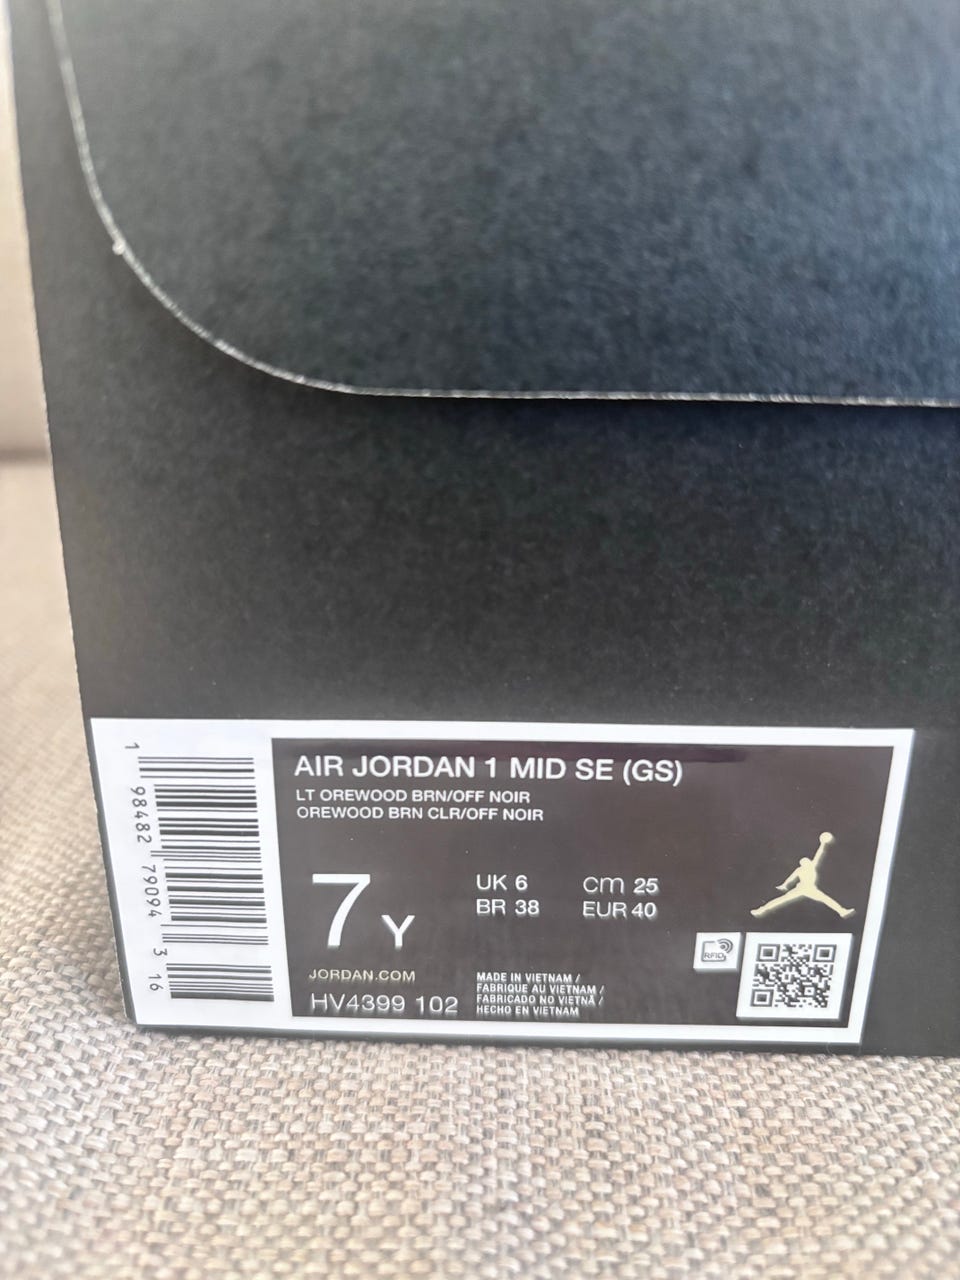 AIR JORDAN 1 MID SE (GS)
LT OREWOOD BRN/OFF NOIR
OREWOOD BRN CLR/OFF NOIR
7 Y
UK 6
BR 38
cm 25
EUR 40
RFID
JORDAN.COM
HV4399 102
MADE IN VIETNAM /
FABRIQUE AU VIETNAM /
FABRICADO NO VIETNÃ /
HECHO EN VIETNAM
1 98482 79094 3 16